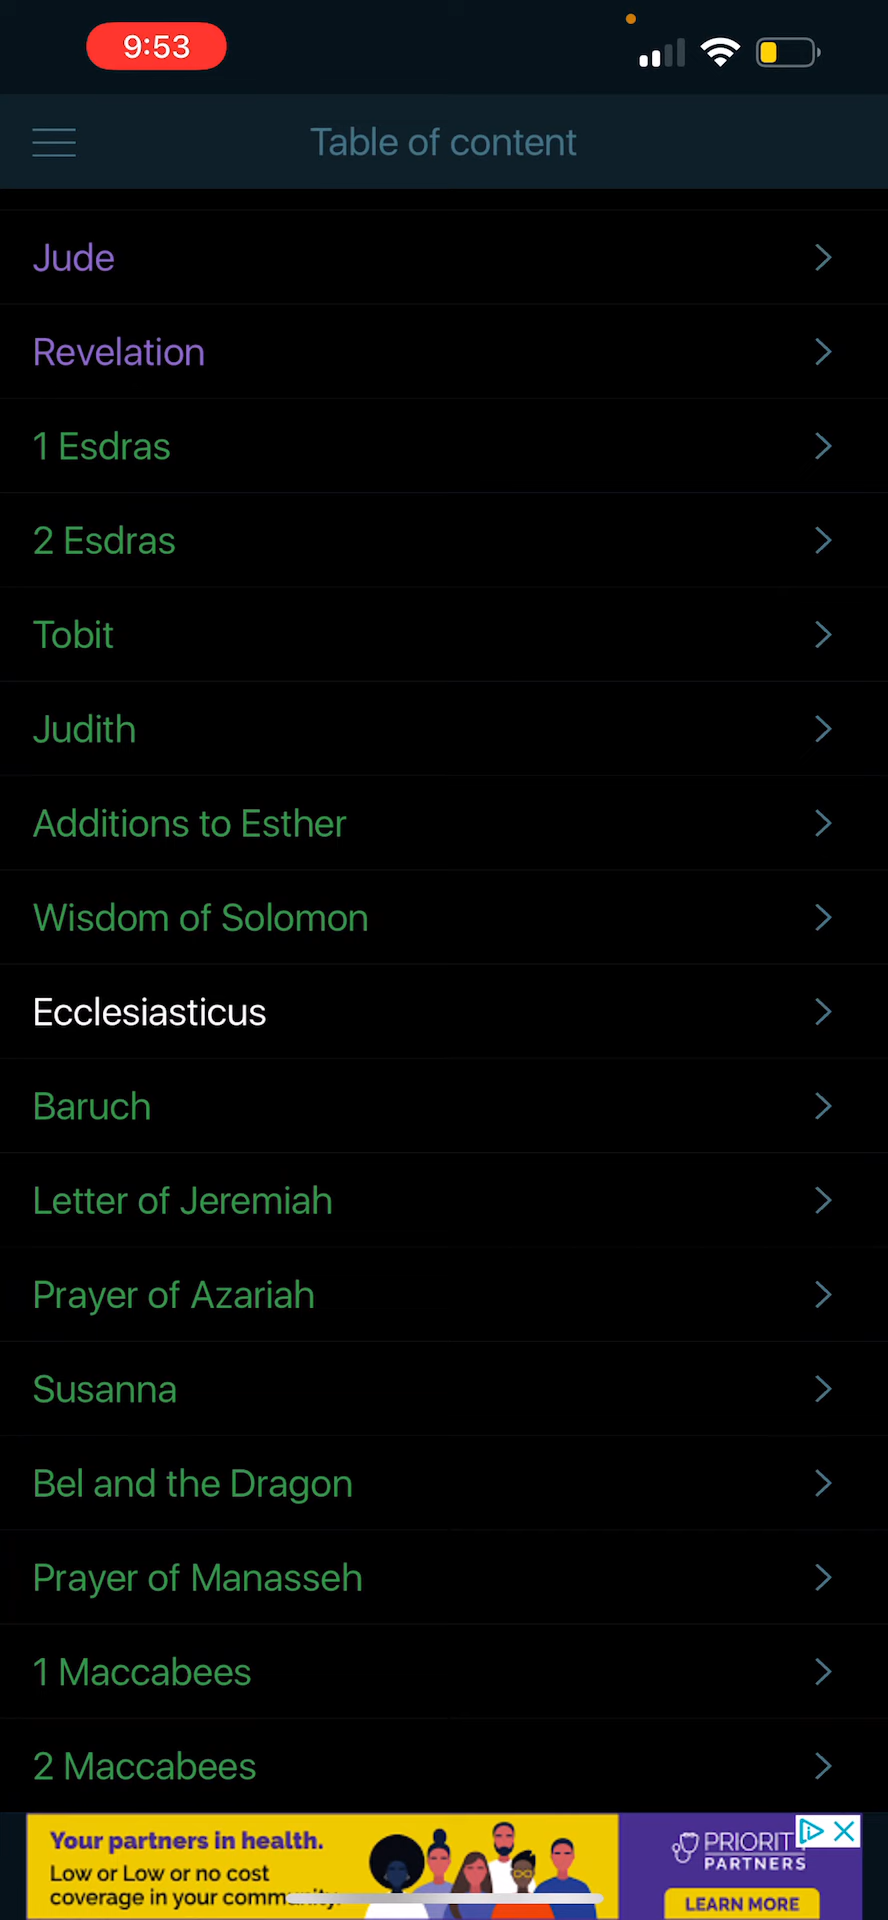 9:53
Table of content
Jude
Revelation
1 Esdras
2 Esdras
Tobit
Judith
Additions to Esther
Wisdom of Solomon
Ecclesiasticus
Baruch
Letter of Jeremiah
Prayer of Azariah
Susanna
Bel and the Dragon
Prayer of Manasseh
1 Maccabees
2 Maccabees
Your partners in health.
Low or Low or no cost
coverage in your community.
PRIORIT
PARTNERS
LEARN MORE